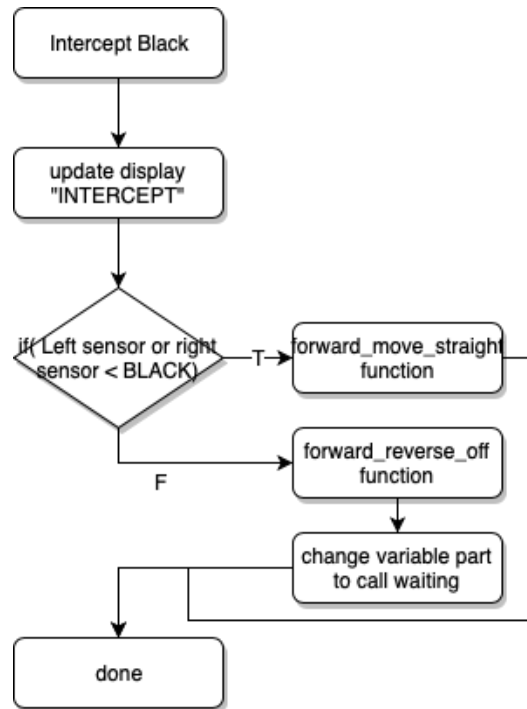 Intercept Black
update display
"INTERCEPT"
if( Left sensor or right
sensor < BLACK)
T
forward_move_straight
function
forward_reverse_off
function
F
change variable part
to call waiting
done